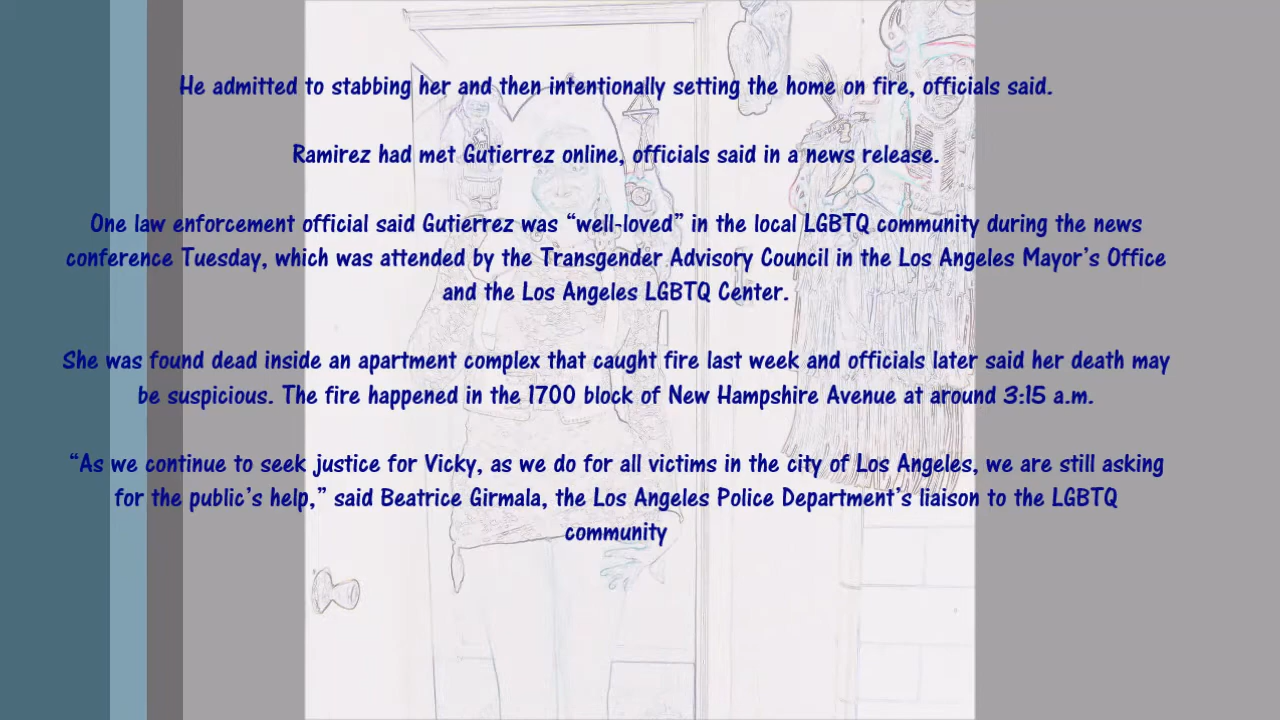 He admitted to stabbing her and then intentionally setting the home on fire, officials said.
Ramirez had met Gutierrez online, officials said in a news release.
One law enforcement official said Gutierrez was “well-loved” in the local LGBTQ community during the news
conference Tuesday, which was attended by the Transgender Advisory Council in the Los Angeles Mayor’s Office
and the Los Angeles LGBTQ Center.
She was found dead inside an apartment complex that caught fire last week and officials later said her death may
be suspicious. The fire happened in the 1700 block of New Hampshire Avenue at around 3:15 a.m.
“As we continue to seek justice for Vicky, as we do for all victims in the city of Los Angeles, we are still asking
for the public’s help,” said Beatrice Girmala, the Los Angeles Police Department’s liaison to the LGBTQ
community